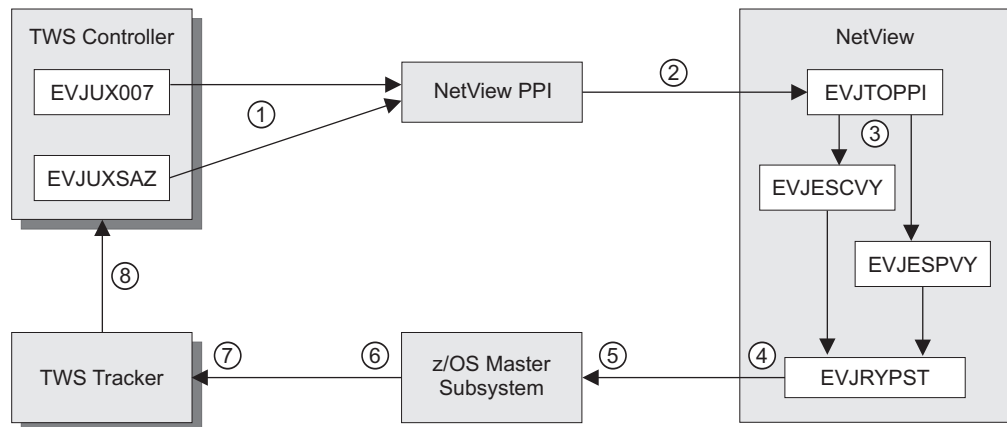 TWS Controller
EVJUX007
EVJUXSAZ
①
NetView PPI
②
NetView
EVJTOPPI
③
EVJESCVY
EVJESPVY
④
EVJRYPST
⑤
z/OS Master
Subsystem
⑥
⑦
TWS Tracker
⑧